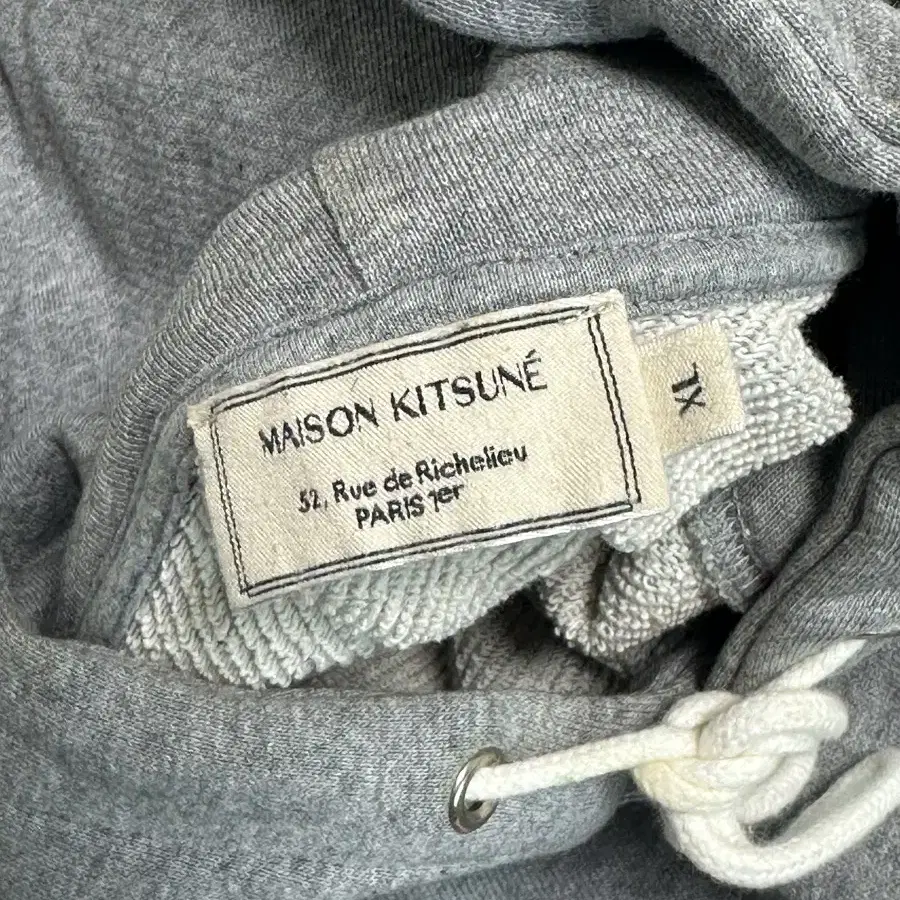 MAISON KITSUNÉ
52, Rue de Richelieu
PARIS 1er
XL